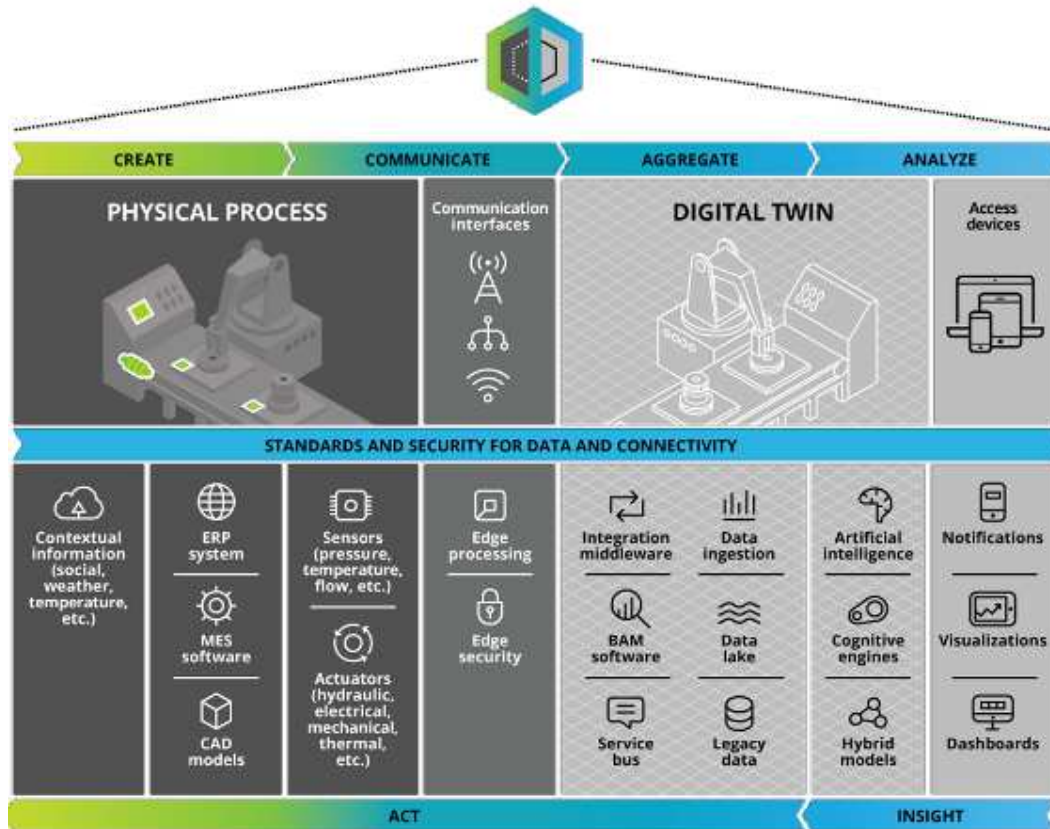 CREATE
COMMUNICATE
AGGREGATE
ANALYZE
PHYSICAL PROCESS
Communication
interfaces
DIGITAL TWIN
Access
devices
STANDARDS AND SECURITY FOR DATA AND CONNECTIVITY
Contextual
information
(social,
weather,
temperature,
etc.)
ERP
system
MES
software
CAD
models
Sensors
(pressure,
temperature,
flow, etc.)
Actuators
(hydraulic,
electrical,
mechanical,
thermal,
etc.)
Edge
processing
Edge
security
Integration
middleware
BAM
software
Service
bus
Data
ingestion
Data
lake
Legacy
data
Artificial
intelligence
Cognitive
engines
Hybrid
models
Notifications
Visualizations
Dashboards
ACT
INSIGHT